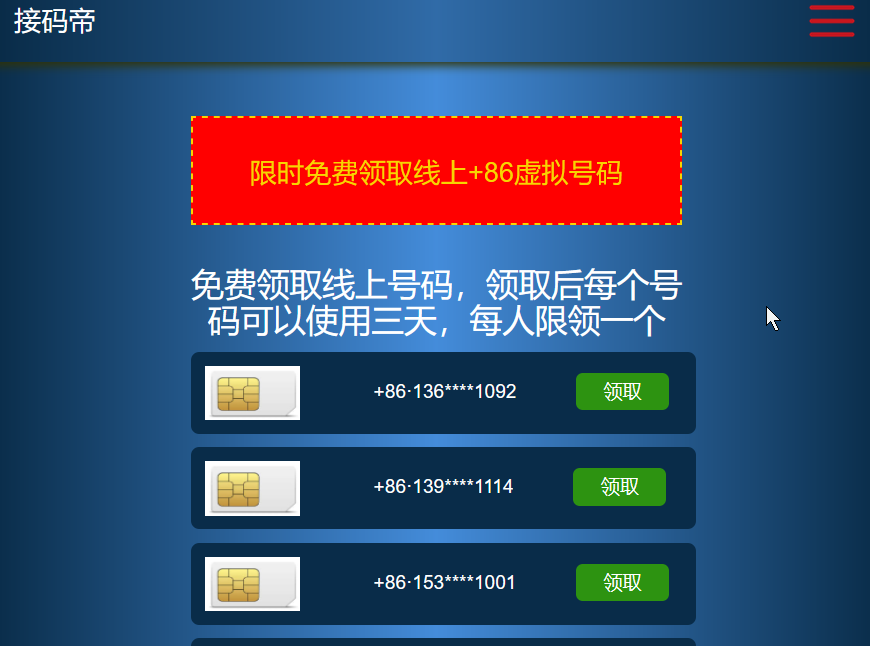 接码帝
限时免费领取线上+86虚拟号码
免费领取线上号码，领取后每个号
码可以使用三天，每人限领一个
+86·136****1092
领取
+86·139****1114
领取
+86·153****1001
领取